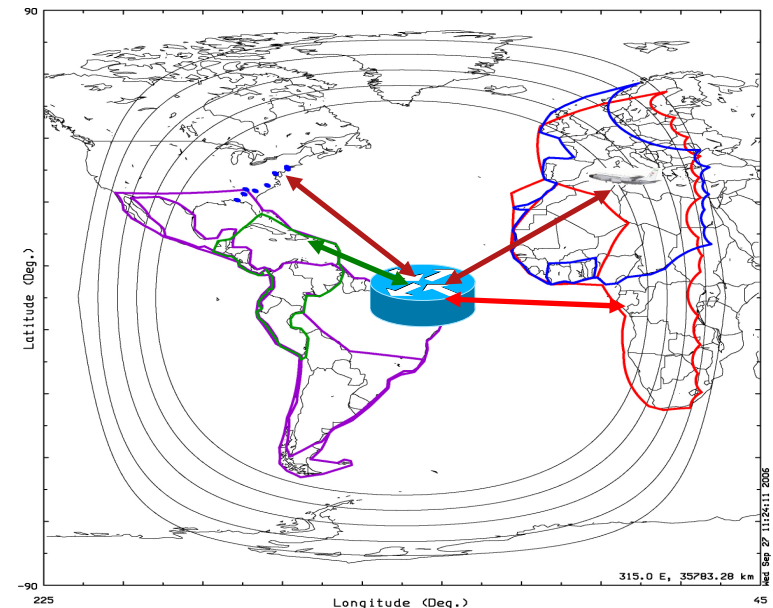 90
Latitude (Deg.)
-90
225
Longitude (Deg.)
45
315.0 E, 35783.28 km
Wed Sep 27 11:24:11 2006